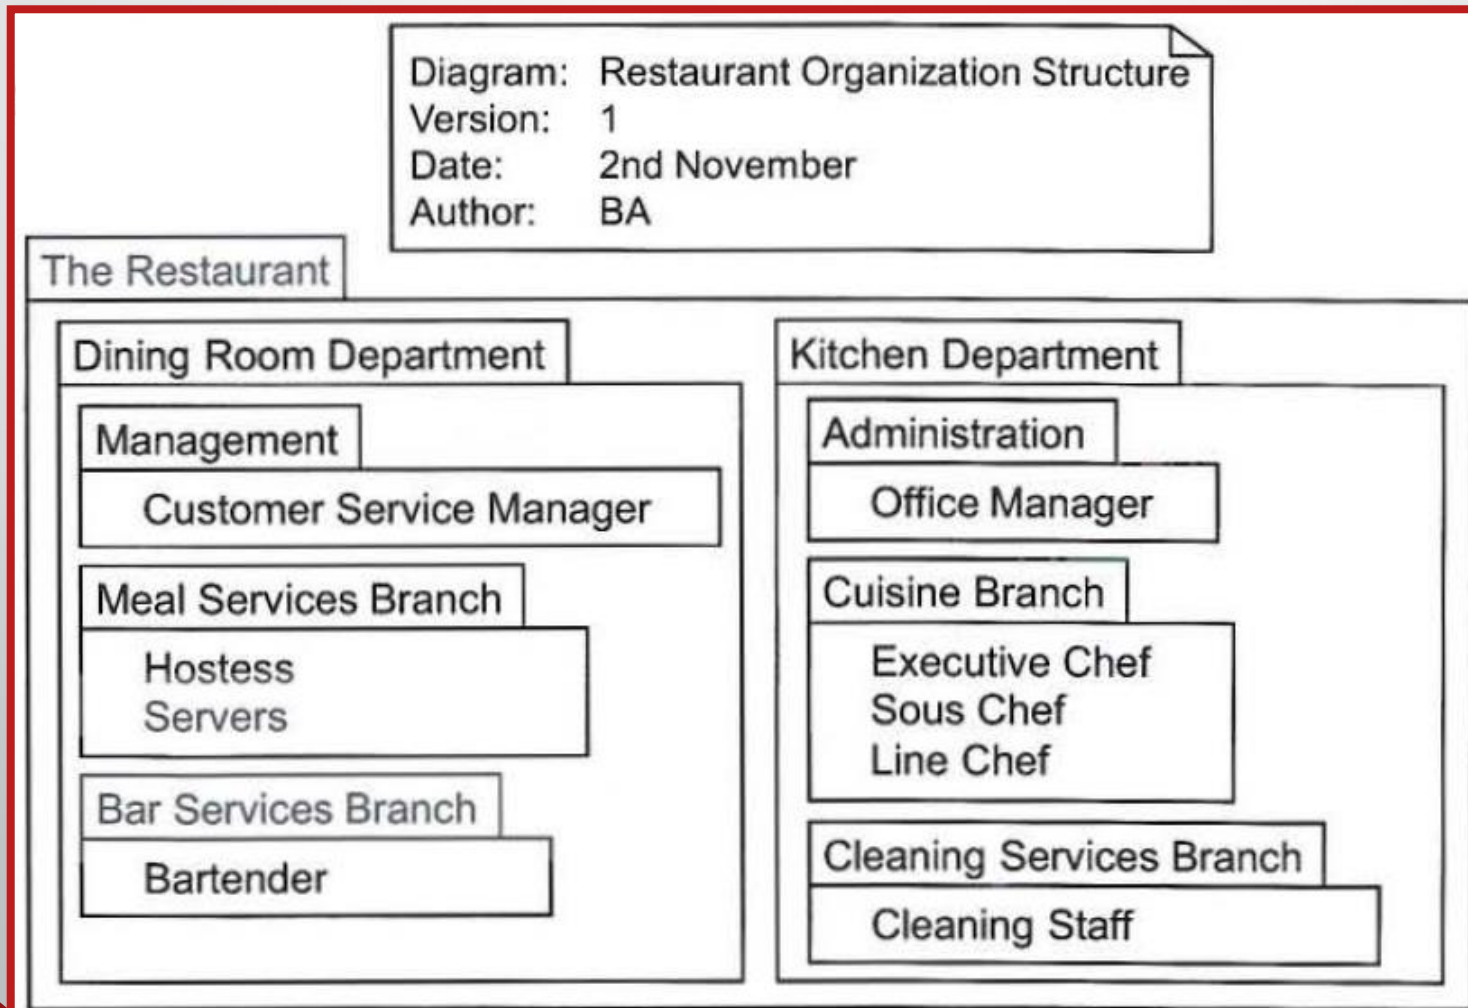 Diagram: Restaurant Organization Structure
Version: 1
Date: 2nd November
Author: BA
The Restaurant
Dining Room Department
Management
Customer Service Manager
Meal Services Branch
Hostess
Servers
Bar Services Branch
Bartender
Kitchen Department
Administration
Office Manager
Cuisine Branch
Executive Chef
Sous Chef
Line Chef
Cleaning Services Branch
Cleaning Staff